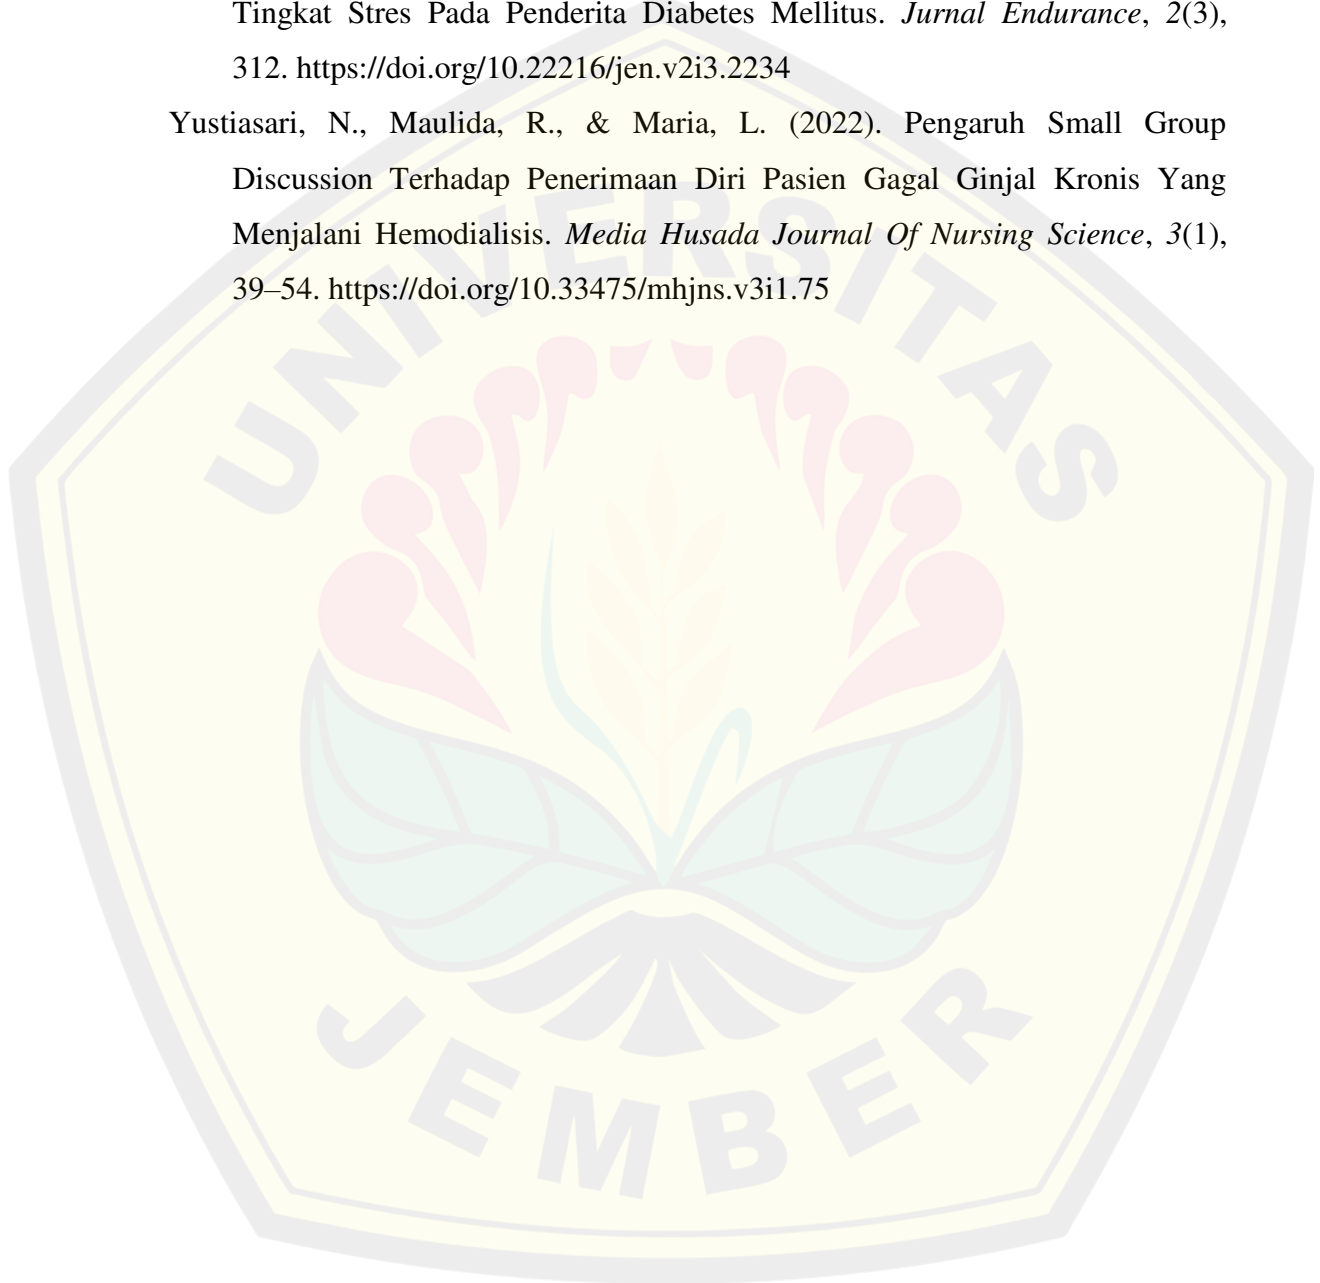 Tingkat Stres Pada Penderita Diabetes Mellitus. Jurnal Endurance, 2(3),
312. https://doi.org/10.22216/jen.v2i3.2234
Yustiasari, N., Maulida, R., & Maria, L. (2022). Pengaruh Small Group
Discussion Terhadap Penerimaan Diri Pasien Gagal Ginjal Kronis Yang
Menjalani Hemodialisis. Media Husada Journal Of Nursing Science, 3(1),
39–54. https://doi.org/10.33475/mhjns.v3i1.75
UNIVERSITAS
JEMBER